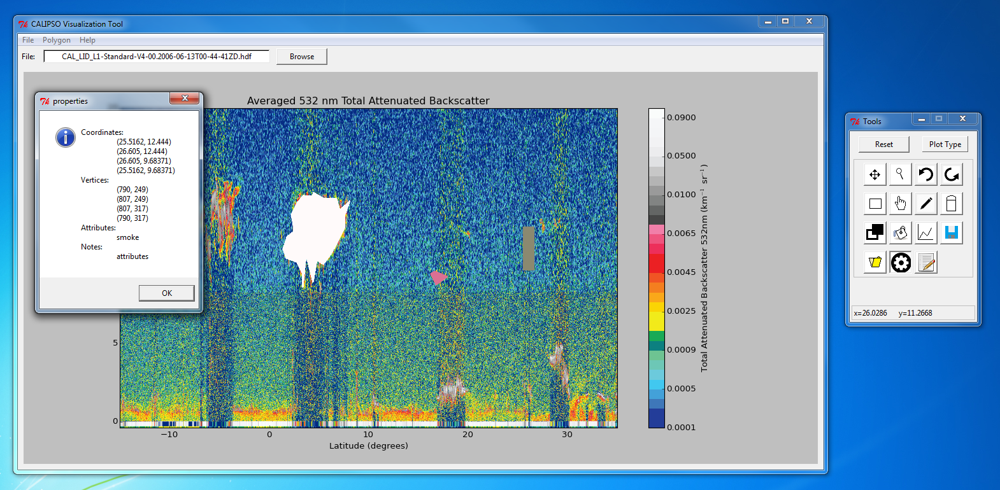 CALIPSO Visualization Tool
File Polygon Help
File: CAL_LID_L1-Standard-V4-00.2006-06-13T00-44-41ZD.hdf Browse
Averaged 532 nm Total Attenuated Backscatter
properties
Coordinates:
(25.5162, 12.444)
(26.605, 12.444)
(26.605, 9.68371)
(25.5162, 9.68371)
Vertices:
(790, 249)
(807, 249)
(807, 317)
(790, 317)
Attributes:
smoke
Notes:
attributes
OK
5
0
−10 0 10 20 30
Latitude (degrees)
0.0900
0.0500
0.0100
0.0065
0.0045
0.0025
0.0009
0.0005
0.0001
Total Attenuated Backscatter 532nm (km⁻¹ sr⁻¹)
Tools
Reset Plot Type
x=26.0286 y=11.2668